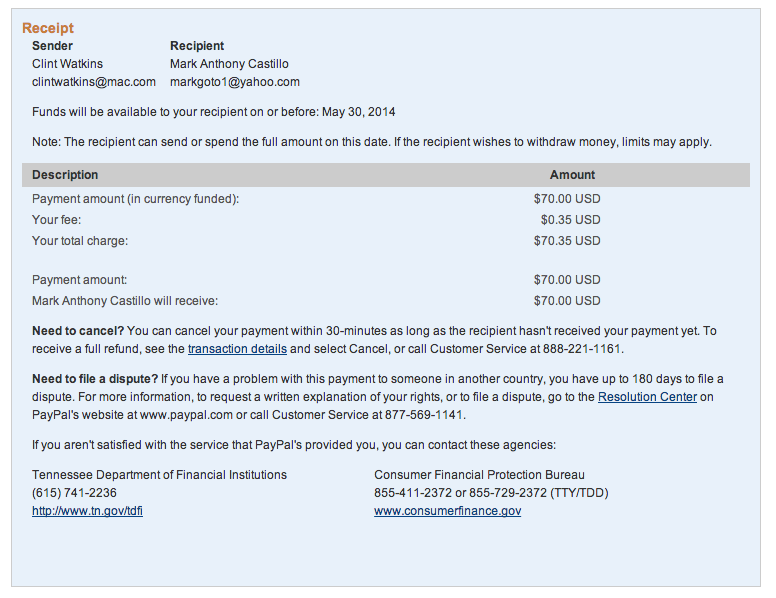 Receipt
Sender Recipient
Clint Watkins Mark Anthony Castillo
clintwatkins@mac.com markgoto1@yahoo.com
Funds will be available to your recipient on or before: May 30, 2014
Note: The recipient can send or spend the full amount on this date. If the recipient wishes to withdraw money, limits may apply.
Description Amount
Payment amount (in currency funded): $70.00 USD
Your fee: $0.35 USD
Your total charge: $70.35 USD
Payment amount: $70.00 USD
Mark Anthony Castillo will receive: $70.00 USD
Need to cancel? You can cancel your payment within 30-minutes as long as the recipient hasn't received your payment yet. To
receive a full refund, see the transaction details and select Cancel, or call Customer Service at 888-221-1161.
Need to file a dispute? If you have a problem with this payment to someone in another country, you have up to 180 days to file a
dispute. For more information, to request a written explanation of your rights, or to file a dispute, go to the Resolution Center on
PayPal's website at www.paypal.com or call Customer Service at 877-569-1141.
If you aren't satisfied with the service that PayPal's provided you, you can contact these agencies:
Tennessee Department of Financial Institutions Consumer Financial Protection Bureau
(615) 741-2236 855-411-2372 or 855-729-2372 (TTY/TDD)
http://www.tn.gov/tdfi www.consumerfinance.gov